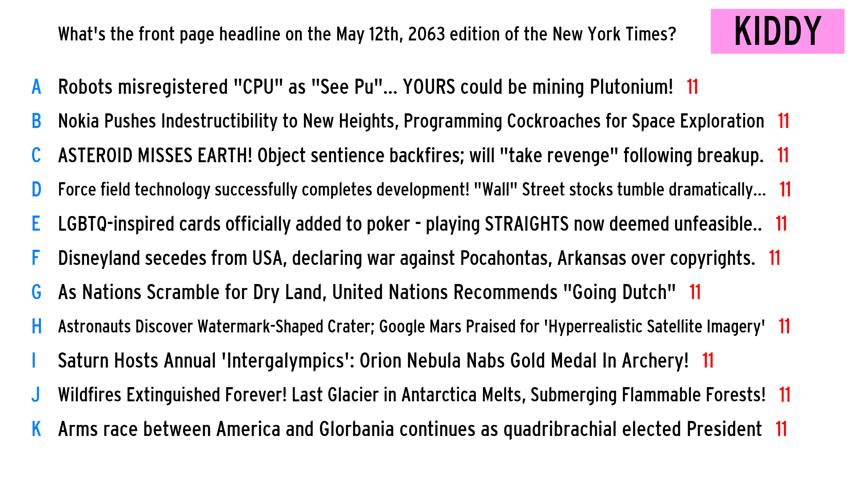 What's the front page headline on the May 12th, 2063 edition of the New York Times?
KIDDY
A Robots misregistered "CPU" as "See Pu"... YOURS could be mining Plutonium! 11
B Nokia Pushes Indestructibility to New Heights, Programming Cockroaches for Space Exploration 11
C ASTEROID MISSES EARTH! Object sentience backfires; will "take revenge" following breakup. 11
D Force field technology successfully completes development! "Wall" Street stocks tumble dramatically... 11
E LGBTQ-inspired cards officially added to poker - playing STRAIGHTS now deemed unfeasible.. 11
F Disneyland secedes from USA, declaring war against Pocahontas, Arkansas over copyrights. 11
G As Nations Scramble for Dry Land, United Nations Recommends "Going Dutch" 11
H Astronauts Discover Watermark-Shaped Crater; Google Mars Praised for 'Hyperrealistic Satellite Imagery' 11
I Saturn Hosts Annual 'Intergalympics': Orion Nebula Nabs Gold Medal In Archery! 11
J Wildfires Extinguished Forever! Last Glacier in Antarctica Melts, Submerging Flammable Forests! 11
K Arms race between America and Glorbania continues as quadribrachial elected President 11